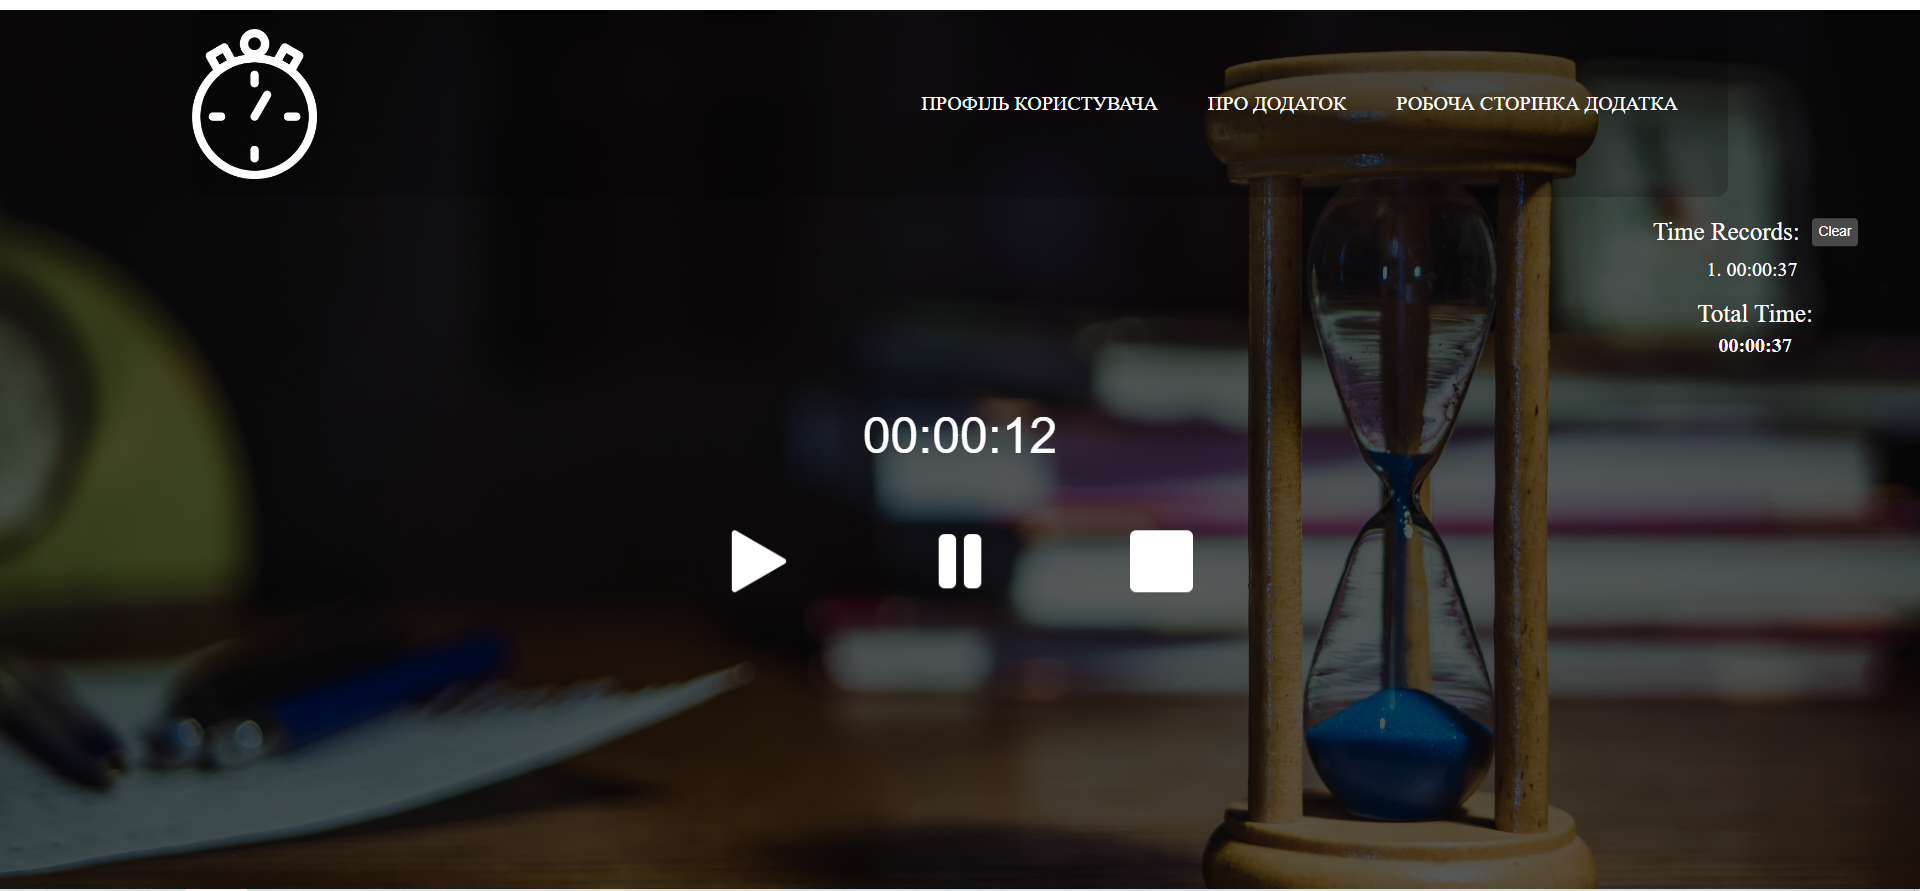 ПРОФІЛЬ КОРИСТУВАЧА ПРО ДОДАТОК РОБОЧА СТОРІНКА ДОДАТКА
Time Records: Clear
1. 00:00:37
Total Time:
00:00:37
00:00:12